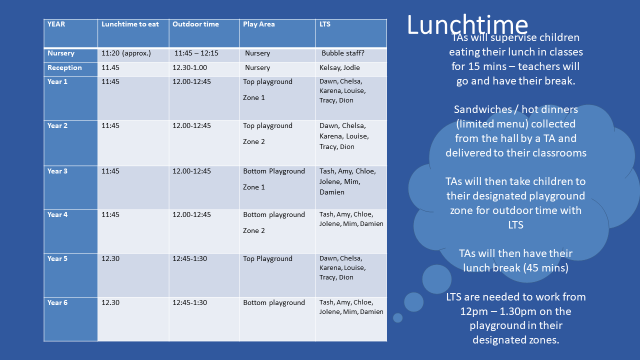 Lunchtime
YEAR Lunchtime to eat Outdoor time Play Area LTS
Nursery 11:20 (approx.) 11:45 – 12:15 Nursery Bubble staff?
Reception 11.45 12.30-1.00 Nursery Kelsay, Jodie
Year 1 11:45 12.00-12:45 Top playground Dawn, Chelsa,
Karena, Louise,
Zone 1
Tracy, Dion
Year 2 11:45 12.00-12:45 Top playground Dawn, Chelsa,
Karena, Louise,
Zone 2
Tracy, Dion
Year 3 11:45 12.00-12:45 Bottom Playground Tash, Amy, Chloe,
Jolene, Mim,
Zone 1
Damien
Year 4 11:45 12.00-12:45 Bottom playground Tash, Amy, Chloe,
Jolene, Mim, Damien
Zone 2
Year 5 12.30 12:45-1:30 Top Playground Dawn, Chelsa,
Karena, Louise,
Tracy, Dion
Year 6 12.30 12:45-1:30 Bottom playground Tash, Amy, Chloe,
Jolene, Mim, Damien
TAs will supervise children
eating their lunch in classes
for 15 mins – teachers will
go and have their break.
Sandwiches / hot dinners
(limited menu) collected
from the hall by a TA and
delivered to their classrooms
TAs will then take children to
their designated playground
zone for outdoor time with
LTS
TAs will then have their
lunch break (45 mins)
LTS are needed to work from
12pm – 1.30pm on the
playground in their
designated zones.